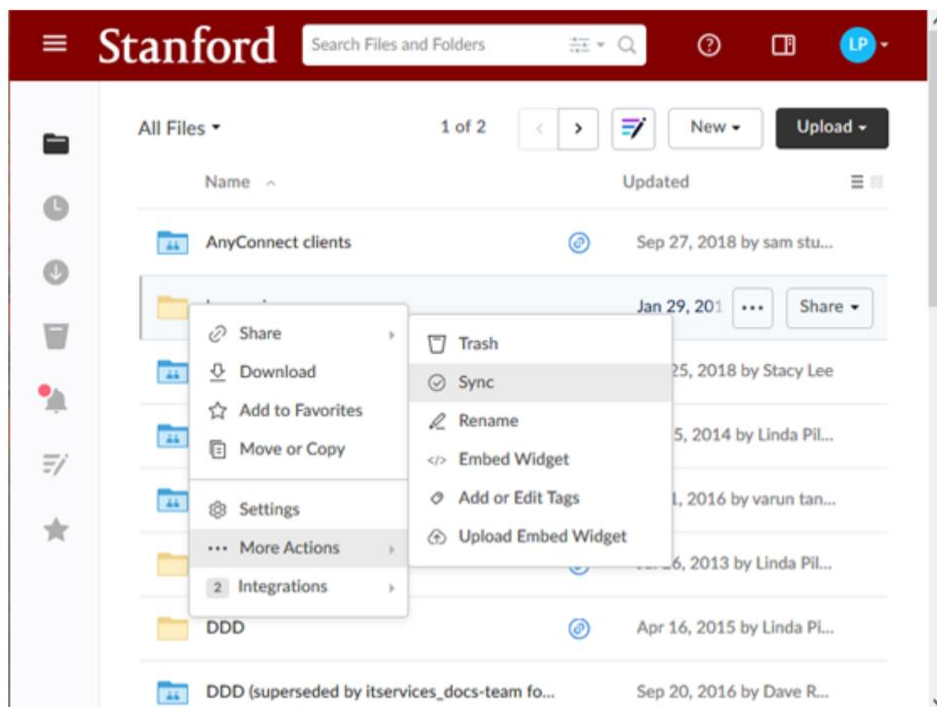 Stanford
Search Files and Folders
LP
All Files
1 of 2
New
Upload
Name
Updated
AnyConnect clients
Sep 27, 2018 by sam stu...
Jan 29, 201
Share
Share
Download
Add to Favorites
Move or Copy
Settings
More Actions
2 Integrations
Trash
Sync
Rename
Embed Widget
Add or Edit Tags
Upload Embed Widget
25, 2018 by Stacy Lee
5, 2014 by Linda Pil...
1, 2016 by varun tan...
26, 2013 by Linda Pil...
DDD
Apr 16, 2015 by Linda Pi...
DDD (superseded by itservices_docs-team fo...
Sep 20, 2016 by Dave R...